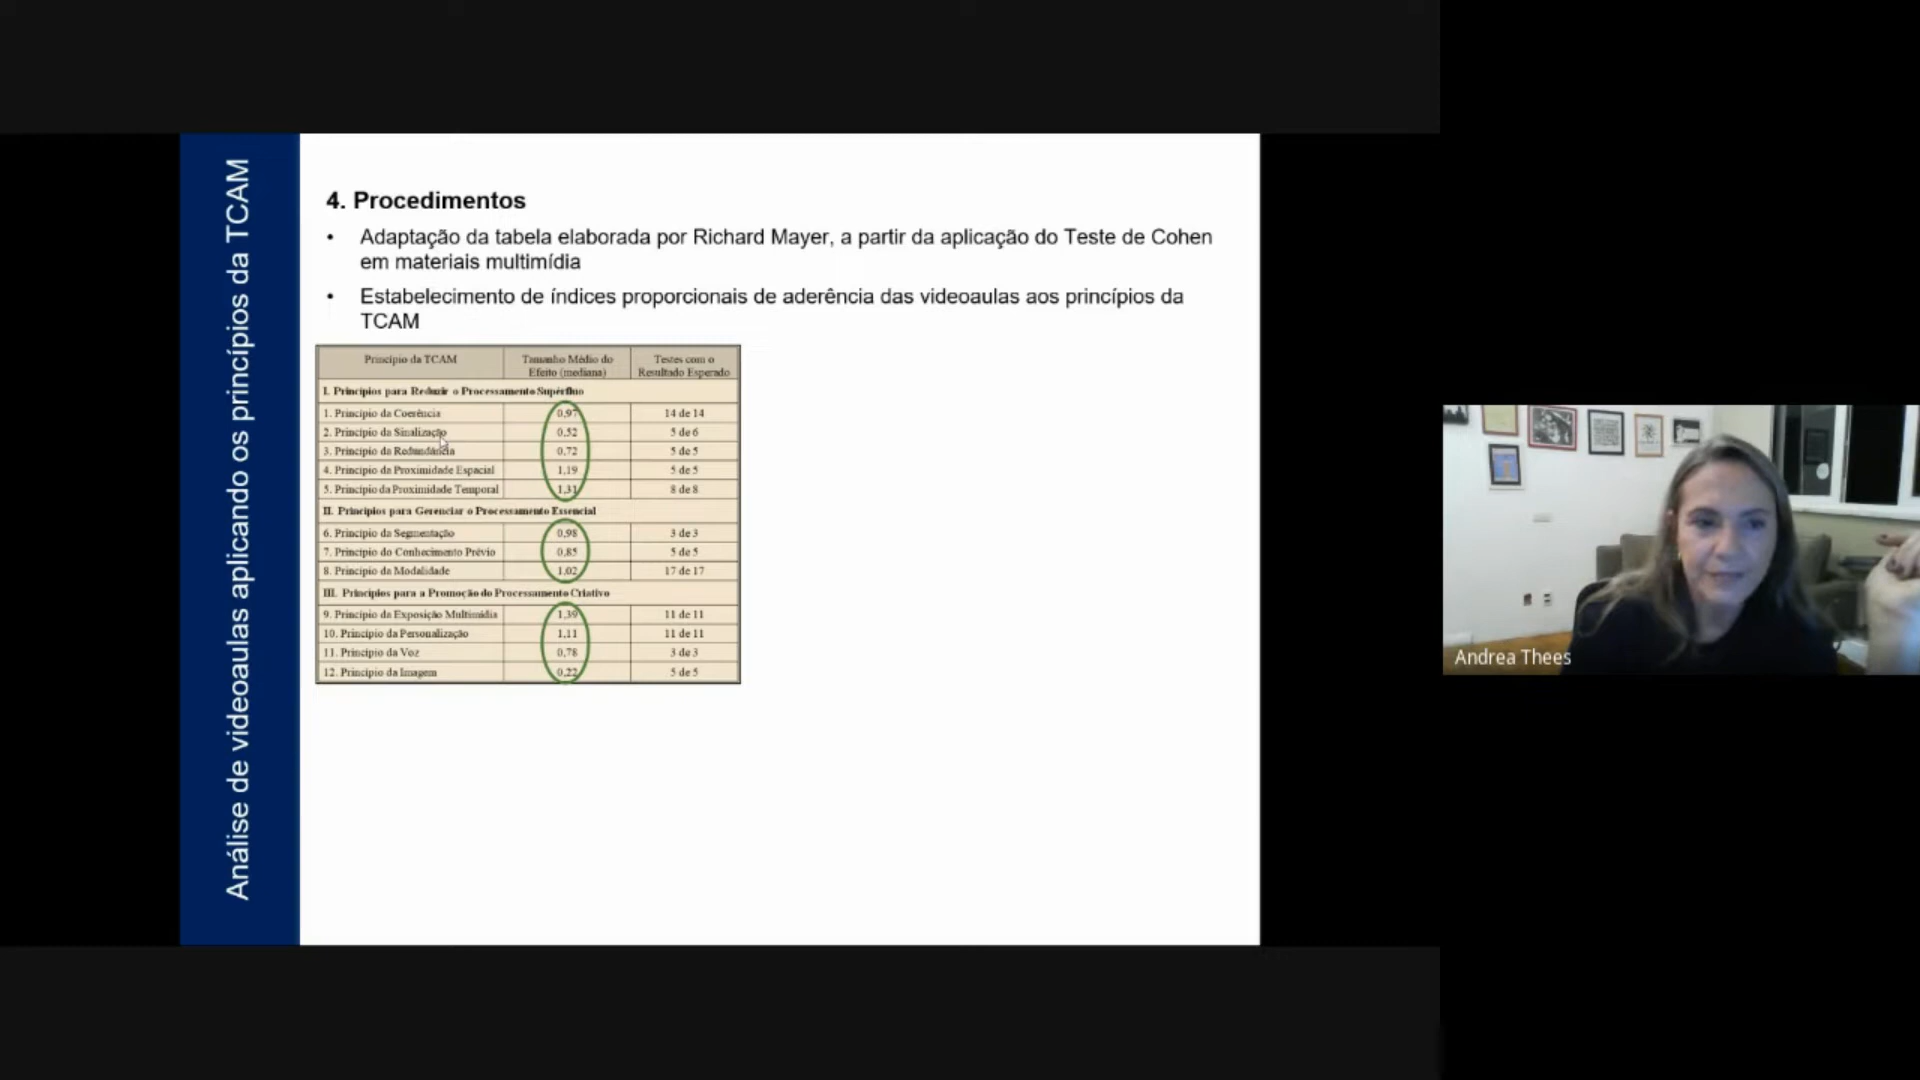 Análise de videoaulas aplicando os princípios da TCAM
4. Procedimentos
• Adaptação da tabela elaborada por Richard Mayer, a partir da aplicação do Teste de Cohen
em materiais multimídia
• Estabelecimento de índices proporcionais de aderência das videoaulas aos princípios da
TCAM
Princípio da TCAM Tamanho Médio do Testes com o
Efeito (mediana) Resultado Esperado
I. Princípios para Reduzir o Processamento Supérfluo
1. Princípio da Coerência 0,97 14 de 14
2. Princípio da Sinalização 0,52 5 de 6
3. Princípio da Redundância 0,72 5 de 5
4. Princípio da Proximidade Espacial 1,19 5 de 5
5. Princípio da Proximidade Temporal 1,31 8 de 8
II. Princípios para Gerenciar o Processamento Essencial
6. Princípio da Segmentação 0,98 3 de 3
7. Princípio do Conhecimento Prévio 0,85 5 de 5
8. Princípio da Modalidade 1,02 17 de 17
III. Princípios para a Promoção do Processamento Criativo
9. Princípio da Exposição Multimídia 1,39 11 de 11
10. Princípio da Personalização 1,11 11 de 11
11. Princípio da Voz 0,78 3 de 3
12. Princípio da Imagem 0,22 5 de 5
Andrea Thees